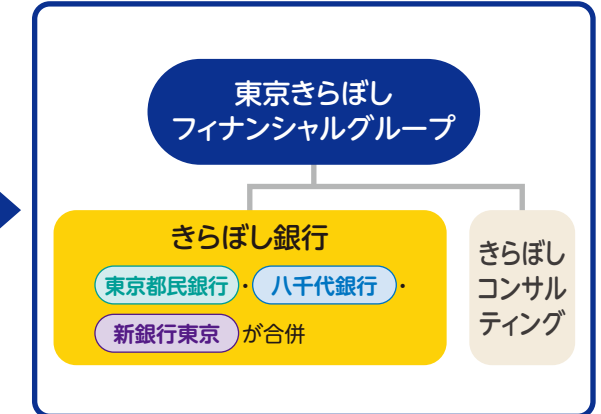 東京きらぼし
フィナンシャルグループ
きらぼし銀行
東京都民銀行・八千代銀行・
新銀行東京が合併
きらぼし
コンサル
ティング